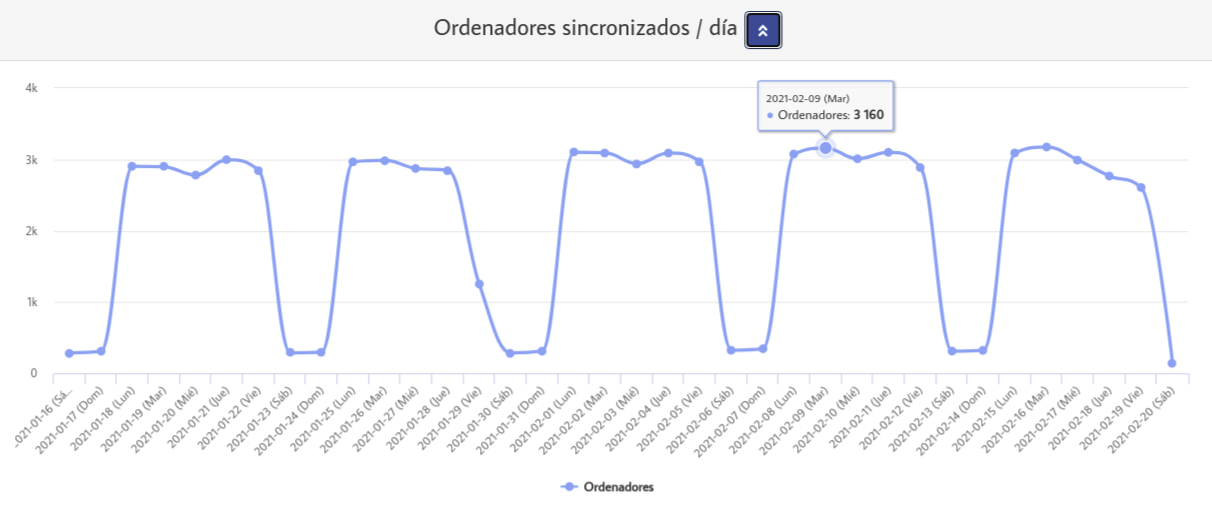 Ordenadores sincronizados / día
4k
3k
2k
1k
0
2021-02-09 (Mar)
Ordenadores: 3 160
021-01-16 (Sá...
2021-01-17 (Dom)
2021-01-18 (Lun)
2021-01-19 (Mar)
2021-01-20 (Mié)
2021-01-21 (Jue)
2021-01-22 (Vie)
2021-01-23 (Sáb)
2021-01-24 (Dom)
2021-01-25 (Lun)
2021-01-26 (Mar)
2021-01-27 (Mié)
2021-01-28 (Jue)
2021-01-29 (Vie)
2021-01-30 (Sáb)
2021-01-31 (Dom)
2021-02-01 (Lun)
2021-02-02 (Mar)
2021-02-03 (Mié)
2021-02-04 (Jue)
2021-02-05 (Vie)
2021-02-06 (Sáb)
2021-02-07 (Dom)
2021-02-08 (Lun)
2021-02-09 (Mar)
2021-02-10 (Mié)
2021-02-11 (Jue)
2021-02-12 (Vie)
2021-02-13 (Sáb)
2021-02-14 (Dom)
2021-02-15 (Lun)
2021-02-16 (Mar)
2021-02-17 (Mié)
2021-02-18 (Jue)
2021-02-19 (Vie)
2021-02-20 (Sáb)
Ordenadores